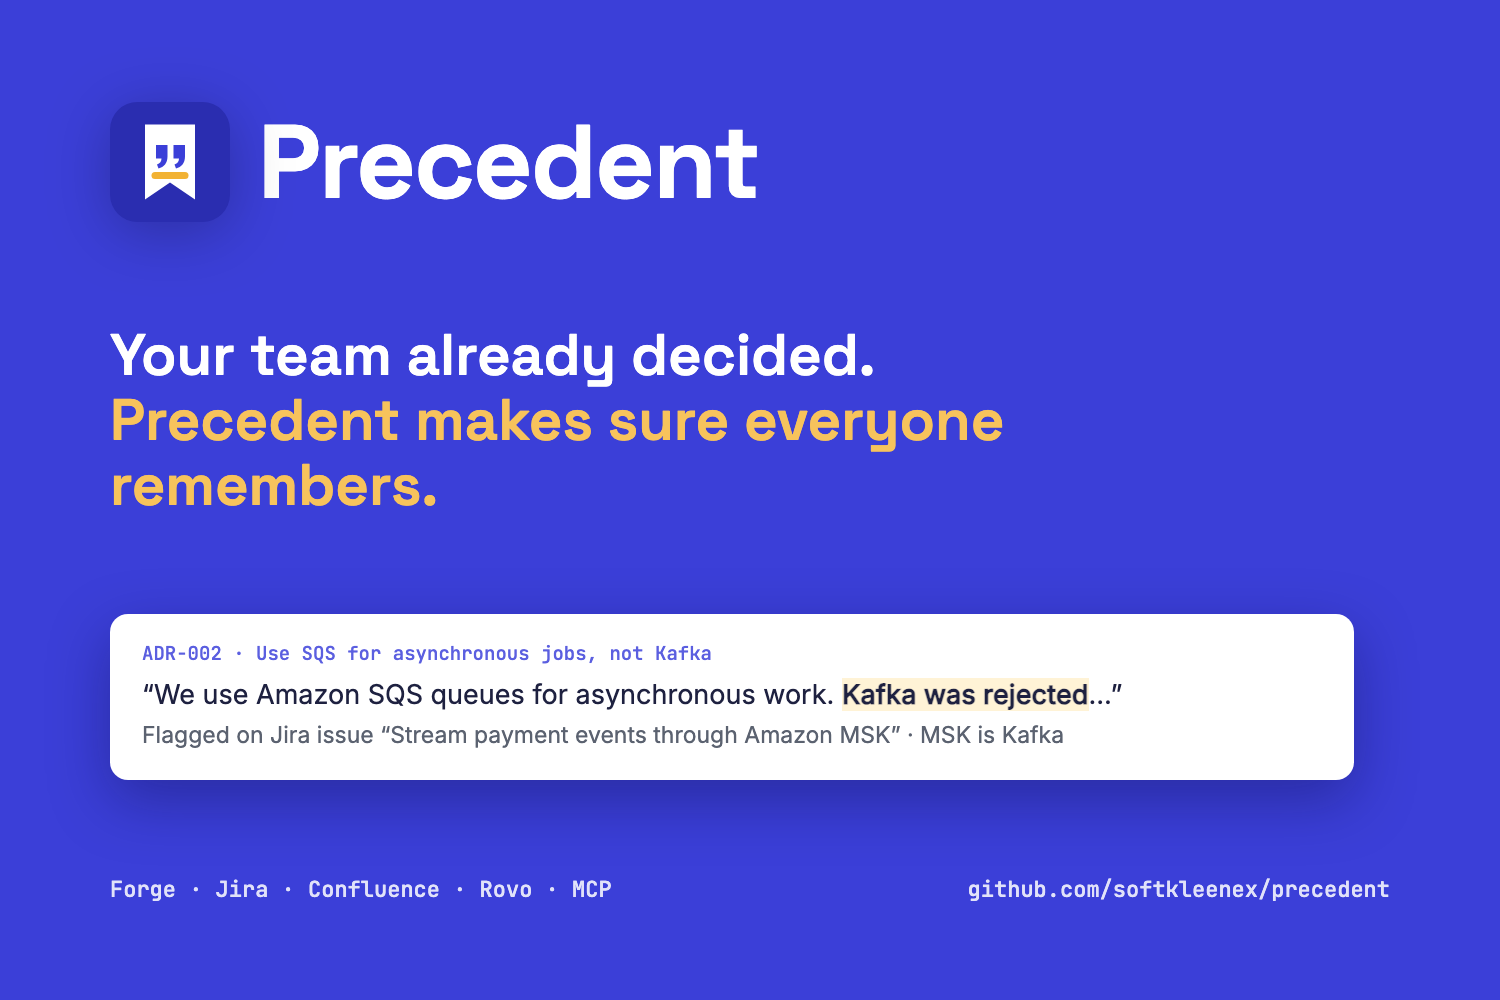 Precedent
Your team already decided.
Precedent makes sure everyone
remembers.
ADR-002 · Use SQS for asynchronous jobs, not Kafka
“We use Amazon SQS queues for asynchronous work. Kafka was rejected…”
Flagged on Jira issue “Stream payment events through Amazon MSK” · MSK is Kafka
Forge · Jira · Confluence · Rovo · MCP
github.com/softkleenex/precedent